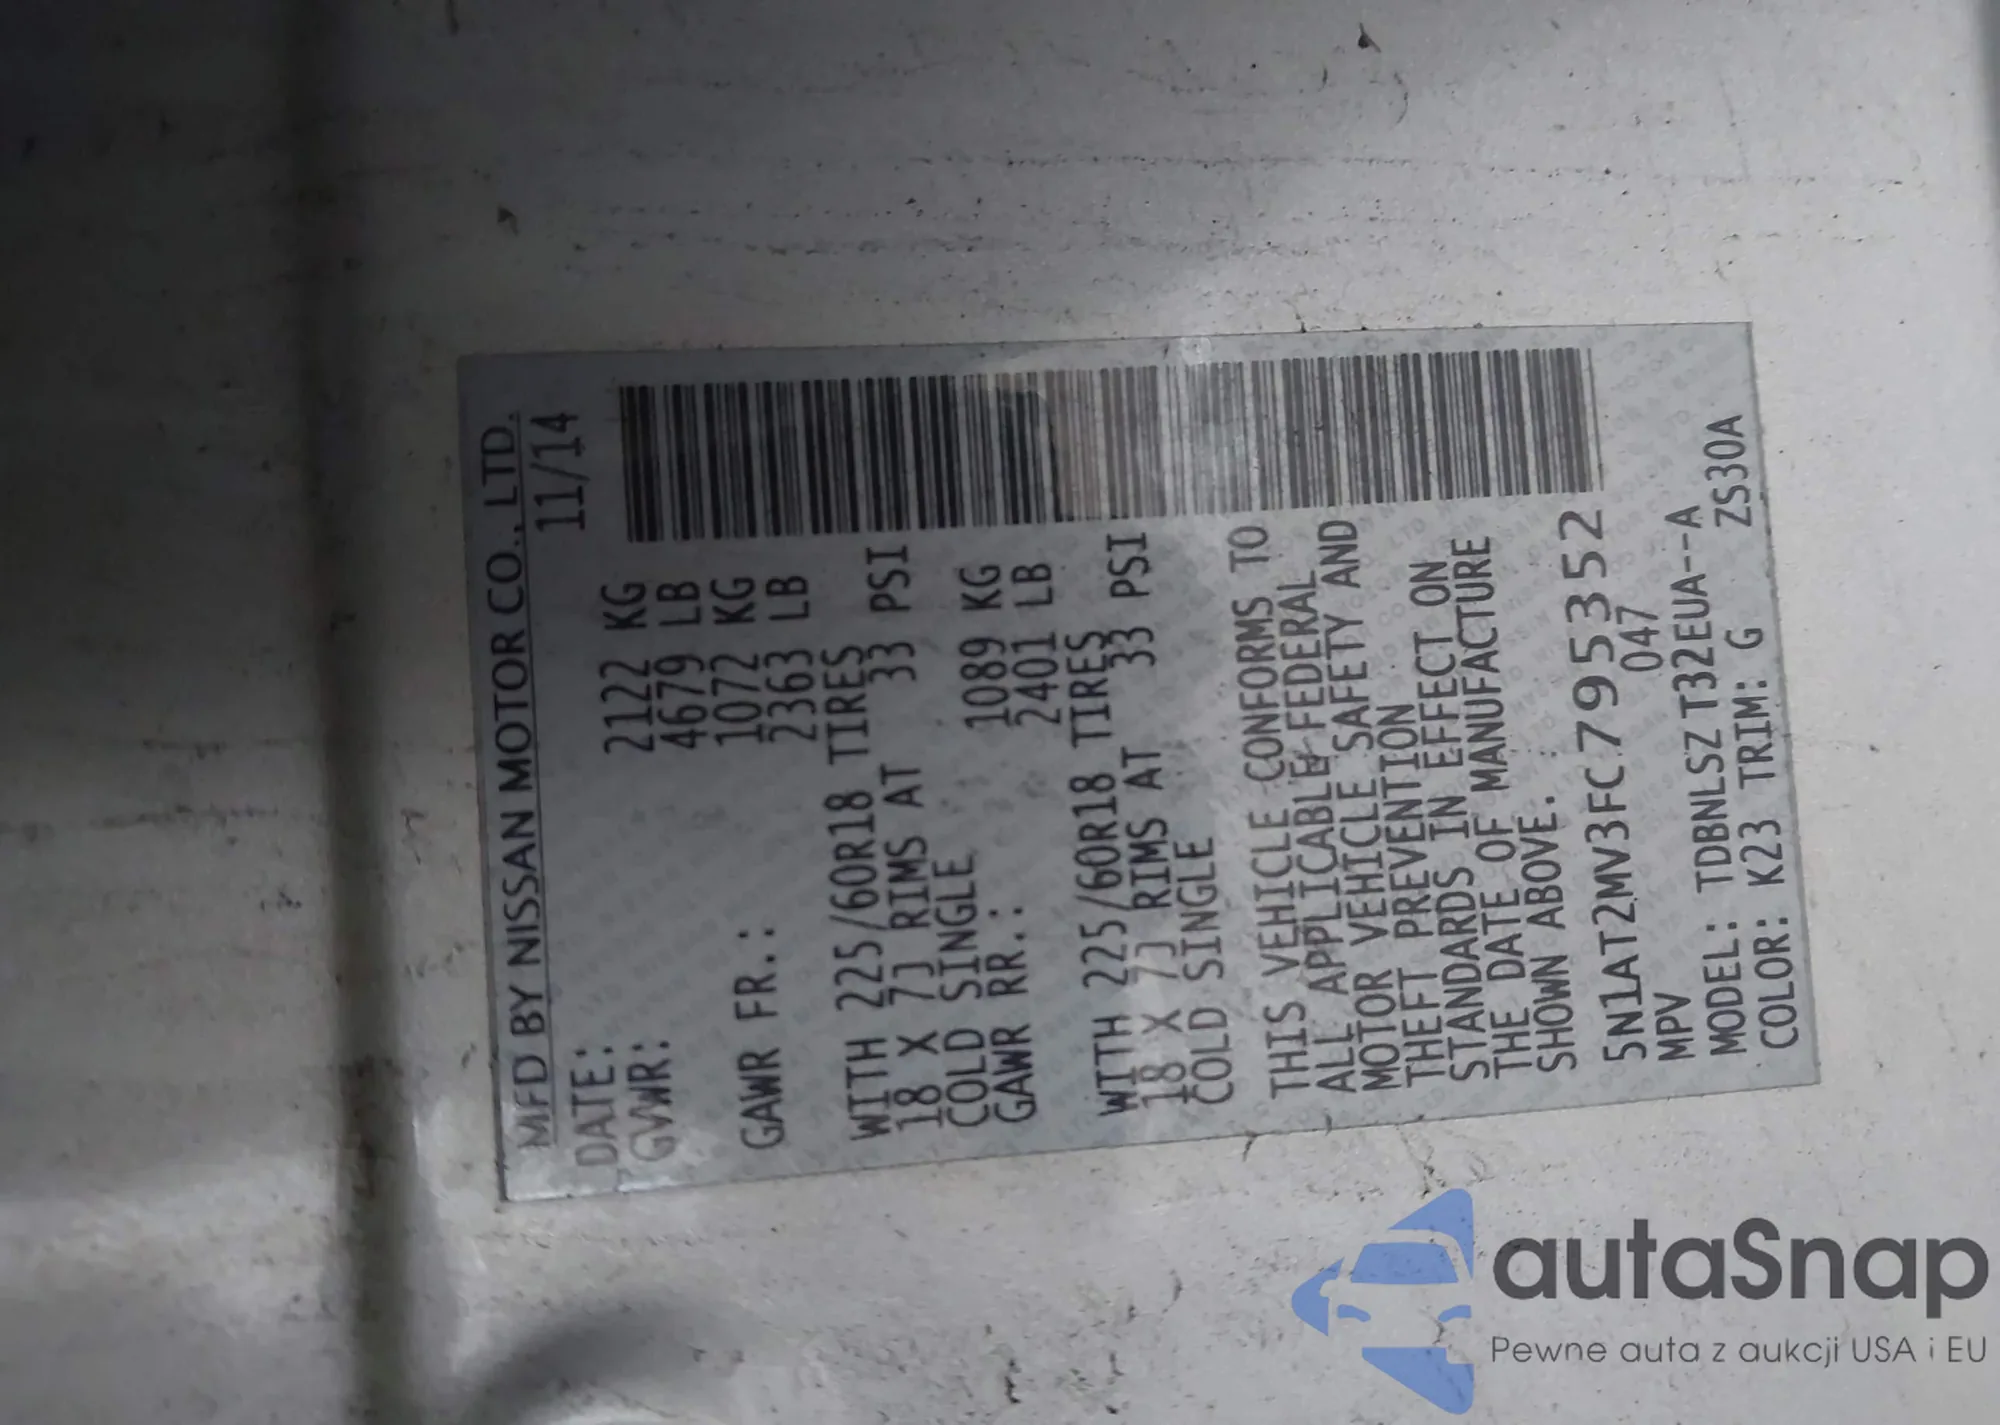 MFD BY NISSAN MOTOR CO., LTD.
DATE: 11/14
GVWR: 2122 KG
4679 LB
GAWR FR.: 1072 KG
2363 LB
WITH 225/60R18 TIRES
18 X 7J RIMS AT 33 PSI
COLD SINGLE
GAWR RR.: 1089 KG
2401 LB
WITH 225/60R18 TIRES
18 X 7J RIMS AT 33 PSI
COLD SINGLE
THIS VEHICLE CONFORMS TO
ALL APPLICABLE FEDERAL
MOTOR VEHICLE SAFETY AND
THEFT PREVENTION
STANDARDS IN EFFECT ON
THE DATE OF MANUFACTURE
SHOWN ABOVE.
5N1AT2MV3FC795352
MPV 047
MODEL: TDBNLSZ T32EUA--A
COLOR: K23 TRIM: G ZS30A
autaSnap
Pewne auta z aukcji USA i EU